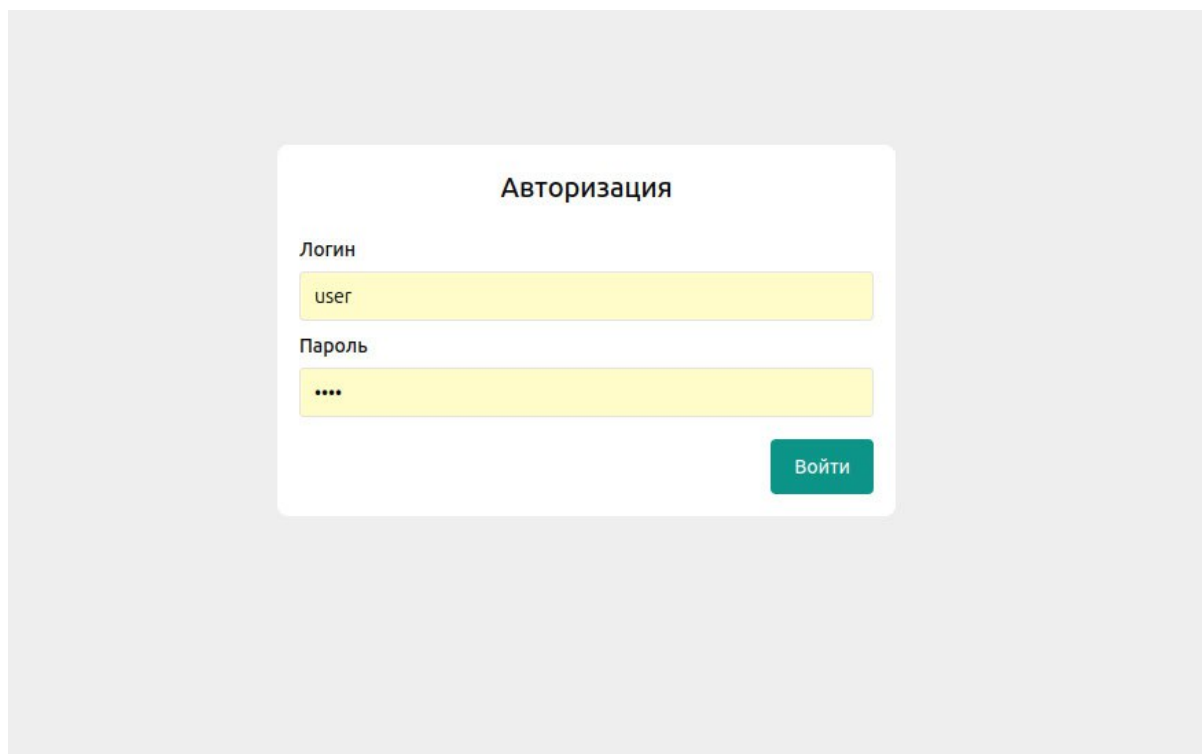 Авторизация
Логин
user
Пароль
••••
Войти